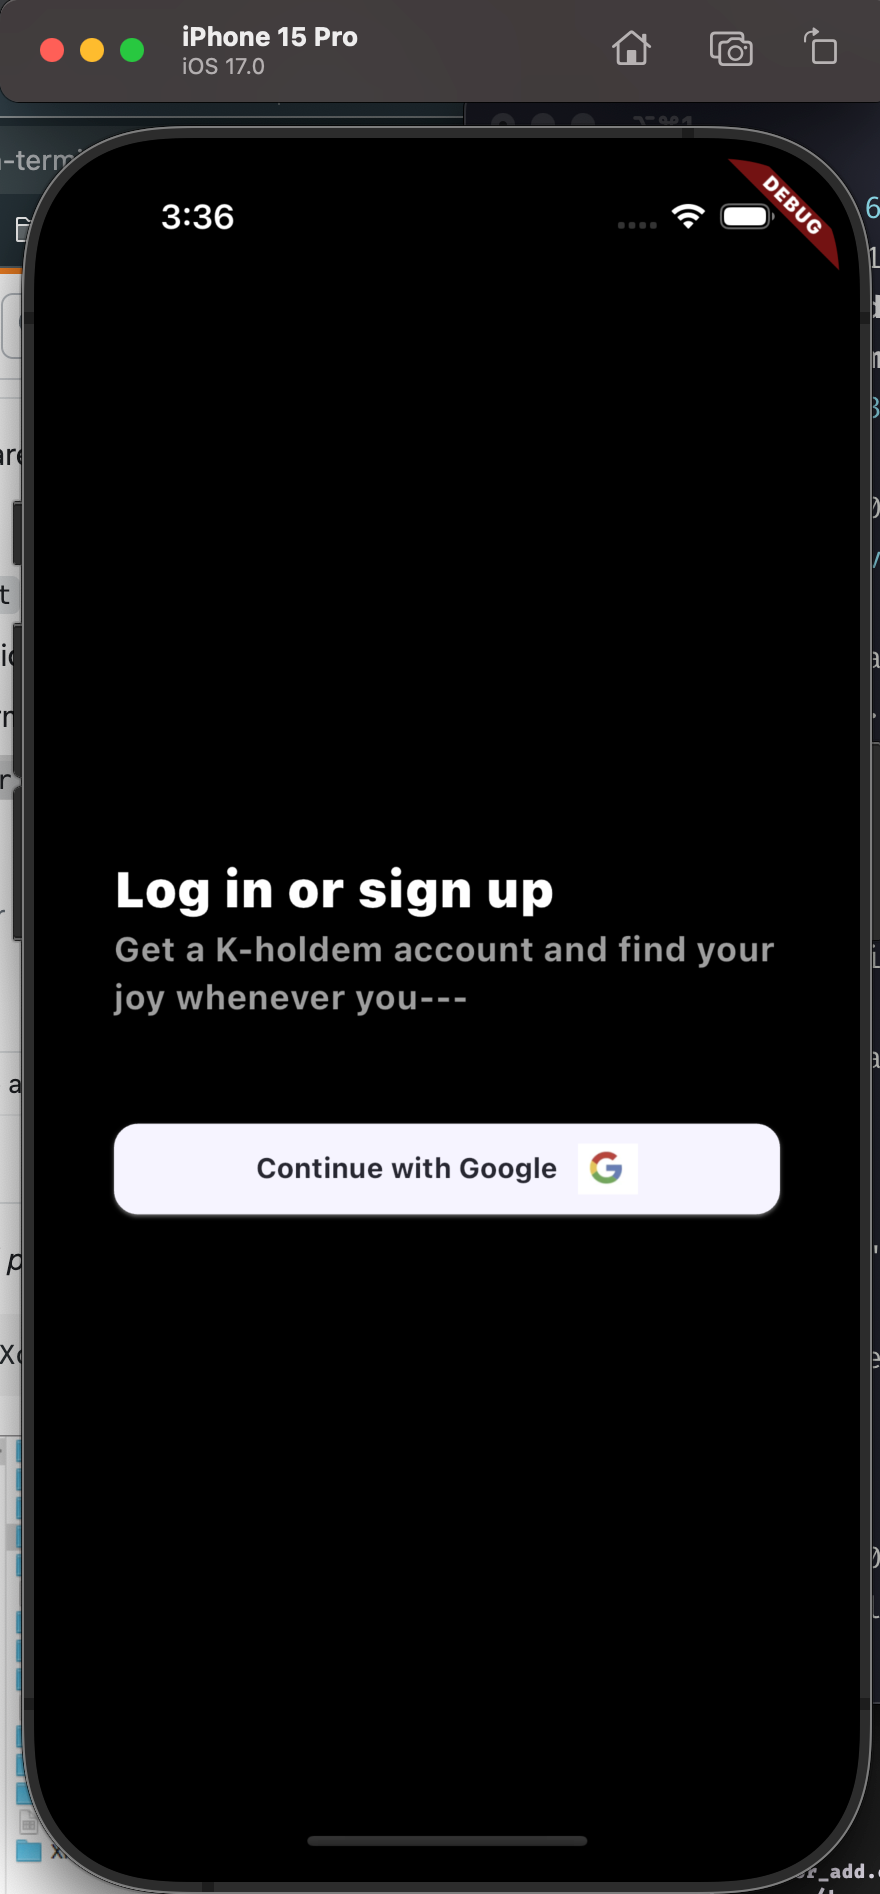 iPhone 15 Pro
iOS 17.0
3:36
DEBUG
Log in or sign up
Get a K-holdem account and find your
joy whenever you---
Continue with Google